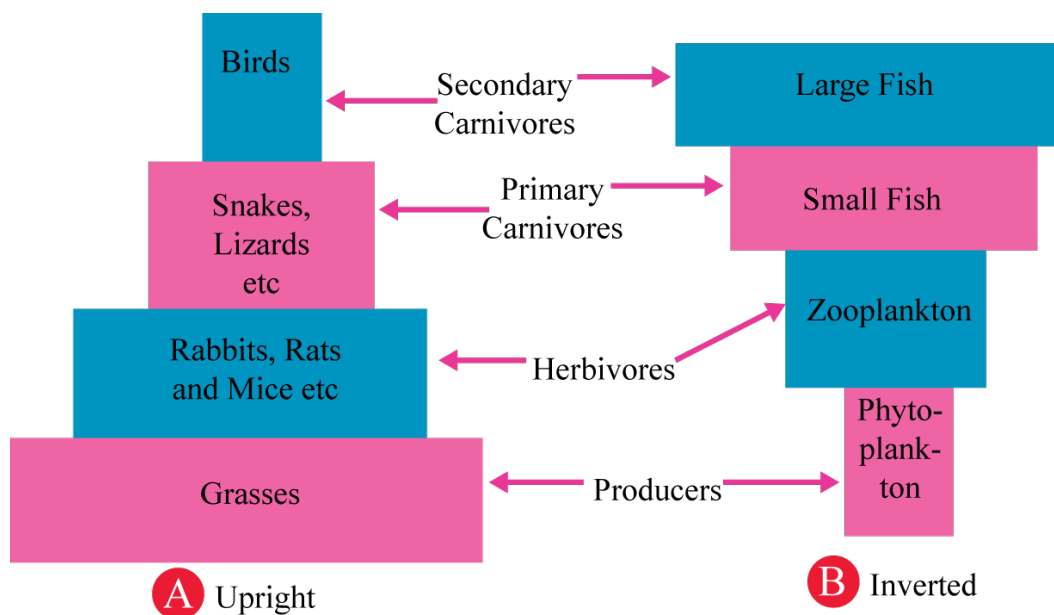 Birds
Secondary
Carnivores
Large Fish
Snakes,
Lizards
etc
Primary
Carnivores
Small Fish
Rabbits, Rats
and Mice etc
Herbivores
Zooplankton
Grasses
Producers
Phyto-
plank-
ton
A Upright
B Inverted